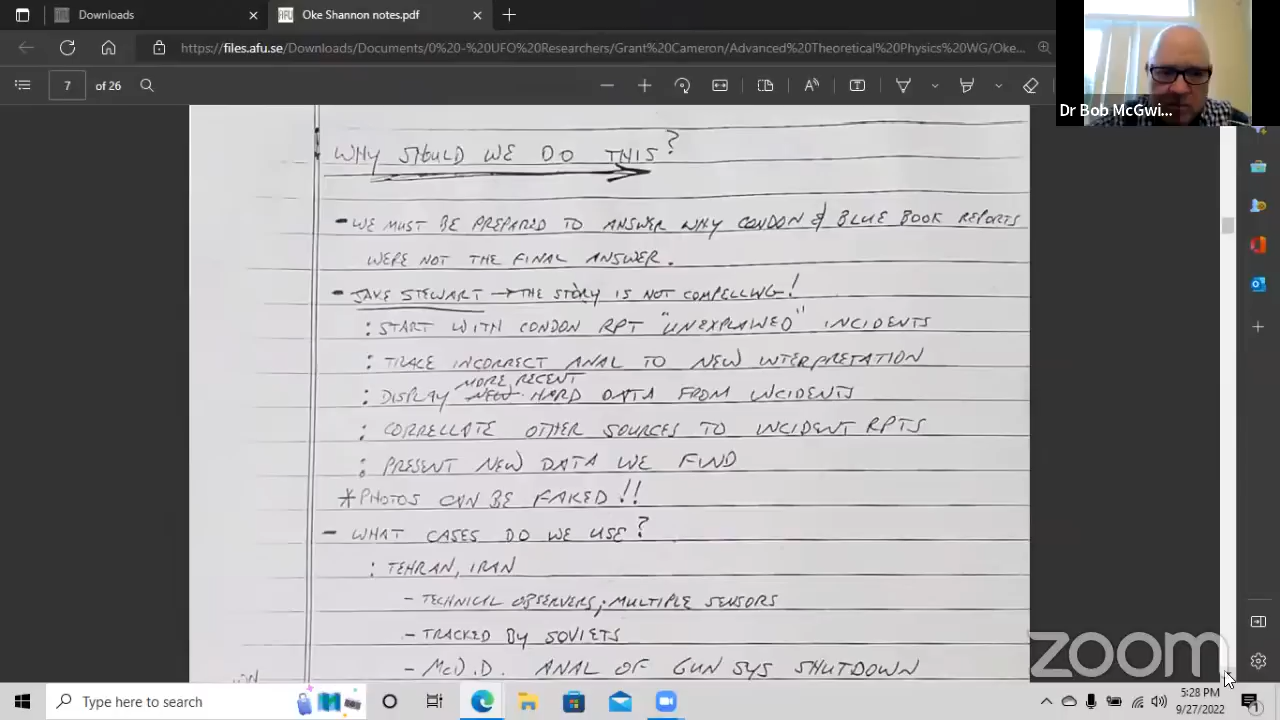 Downloads
Oke Shannon notes.pdf
https://files.afu.se/Downloads/Documents/0%20-%20UFO%20Researchers/Grant%20Cameron/Advanced%20Theoretical%20Physics%20WG/Oke...
7 of 26
Dr Bob McGwi...
WHY SHOULD WE DO THIS?
- WE MUST BE PREPARED TO ANSWER WHY CONDON & BLUE BOOK REPORTS
WERE NOT THE FINAL ANSWER.
- JAKE STEWART → THE STORY IS NOT COMPELLING!
: START WITH CONDON RPT "UNEXPLAINED" INCIDENTS
: TRACE INCORRECT ANAL TO NEW INTERPRETATION
MORE RECENT
: DISPLAY NEW HARD DATA FROM INCIDENTS
: CORRELLATE OTHER SOURCES TO INCIDENT RPTS
: PRESENT NEW DATA WE FIND
* PHOTOS CAN BE FAKED!!
- WHAT CASES DO WE USE?
: TEHRAN, IRAN
- TECHNICAL OBSERVERS; MULTIPLE SENSORS
- TRACKED BY SOVIETS
- McD. D. ANAL OF GUN SYS SHUTDOWN
zoom
Type here to search
5:28 PM
9/27/2022